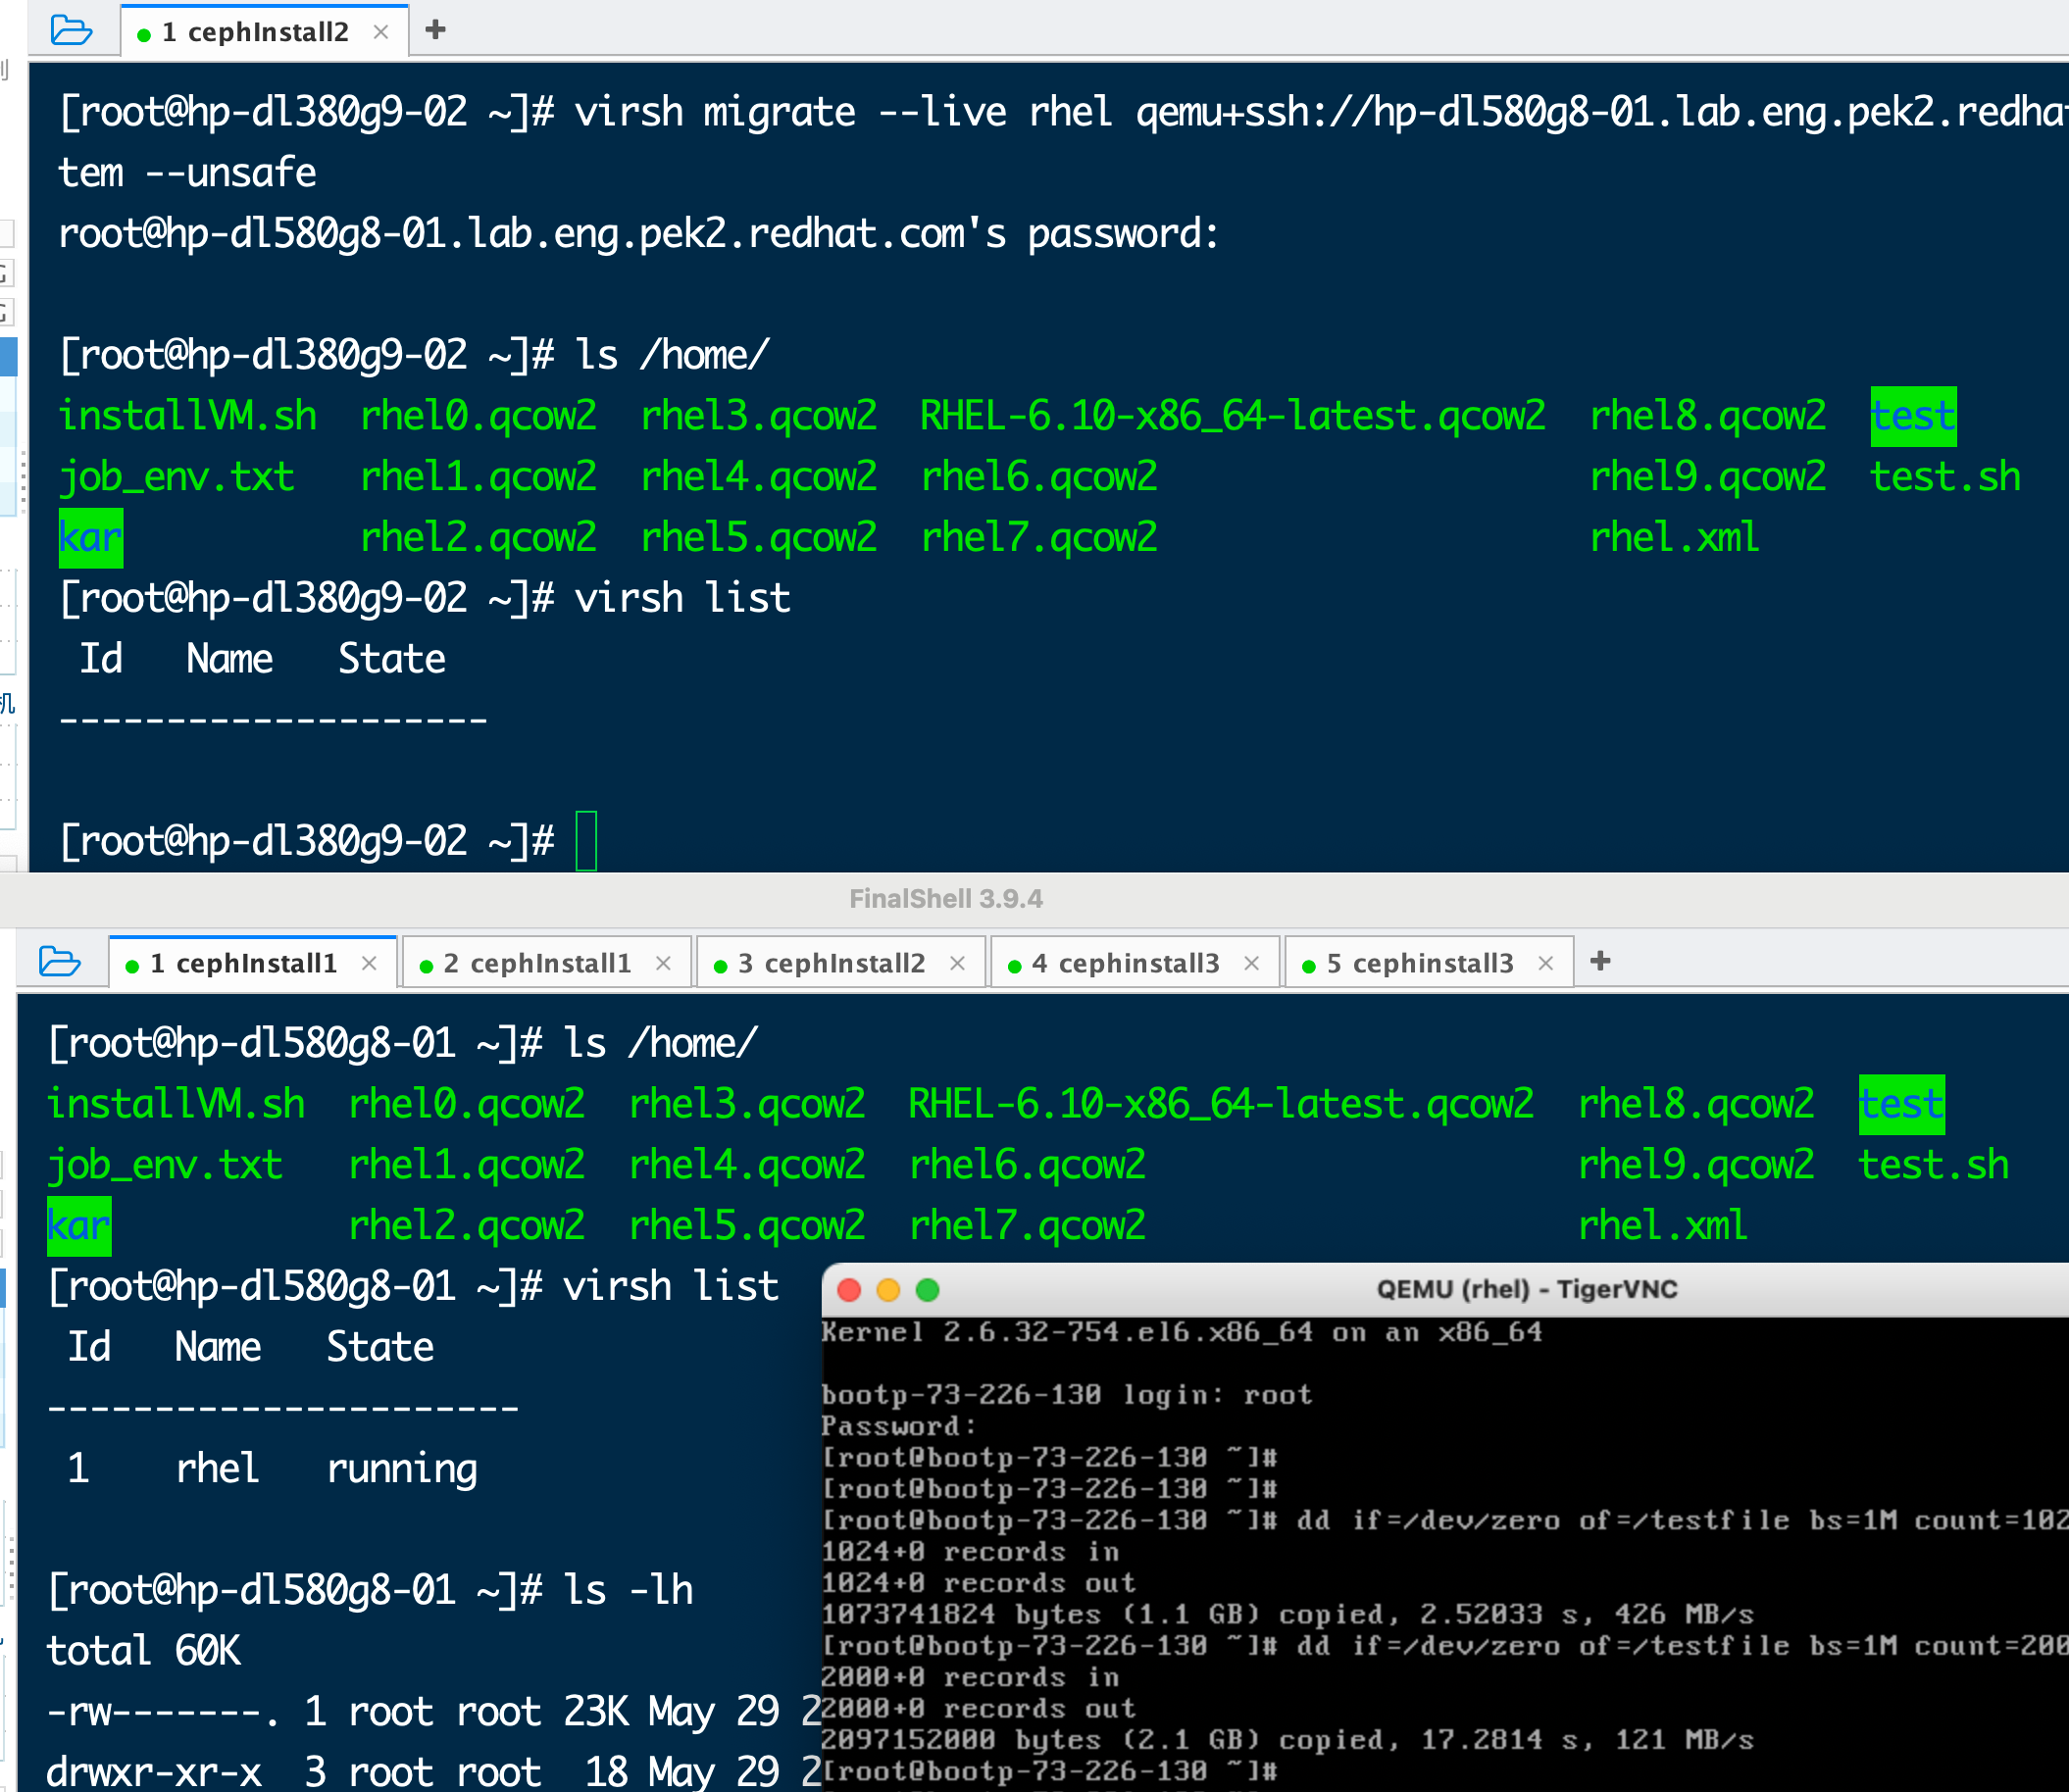 1 cephInstall2
[root@hp-dl380g9-02 ~]# virsh migrate --live rhel qemu+ssh://hp-dl580g8-01.lab.eng.pek2.redha
tem --unsafe
root@hp-dl580g8-01.lab.eng.pek2.redhat.com's password:
[root@hp-dl380g9-02 ~]# ls /home/
installVM.sh rhel0.qcow2 rhel3.qcow2 RHEL-6.10-x86_64-latest.qcow2 rhel8.qcow2 test
job_env.txt rhel1.qcow2 rhel4.qcow2 rhel6.qcow2 rhel9.qcow2 test.sh
kar rhel2.qcow2 rhel5.qcow2 rhel7.qcow2 rhel.xml
[root@hp-dl380g9-02 ~]# virsh list
Id Name State
--------------------
[root@hp-dl380g9-02 ~]#
机
FinalShell 3.9.4
1 cephInstall1 2 cephInstall1 3 cephInstall2 4 cephinstall3 5 cephinstall3
[root@hp-dl580g8-01 ~]# ls /home/
installVM.sh rhel0.qcow2 rhel3.qcow2 RHEL-6.10-x86_64-latest.qcow2 rhel8.qcow2 test
job_env.txt rhel1.qcow2 rhel4.qcow2 rhel6.qcow2 rhel9.qcow2 test.sh
kar rhel2.qcow2 rhel5.qcow2 rhel7.qcow2 rhel.xml
[root@hp-dl580g8-01 ~]# virsh list
Id Name State
----------------------
1 rhel running
[root@hp-dl580g8-01 ~]# ls -lh
total 60K
-rw-------. 1 root root 23K May 29 2
drwxr-xr-x 3 root root 18 May 29 2
QEMU (rhel) - TigerVNC
Kernel 2.6.32-754.el6.x86_64 on an x86_64
bootp-73-226-130 login: root
Password:
[root@bootp-73-226-130 ~]#
[root@bootp-73-226-130 ~]#
[root@bootp-73-226-130 ~]# dd if=/dev/zero of=/testfile bs=1M count=102
1024+0 records in
1024+0 records out
1073741824 bytes (1.1 GB) copied, 2.52033 s, 426 MB/s
[root@bootp-73-226-130 ~]# dd if=/dev/zero of=/testfile bs=1M count=200
2000+0 records in
2000+0 records out
2097152000 bytes (2.1 GB) copied, 17.2814 s, 121 MB/s
[root@bootp-73-226-130 ~]#